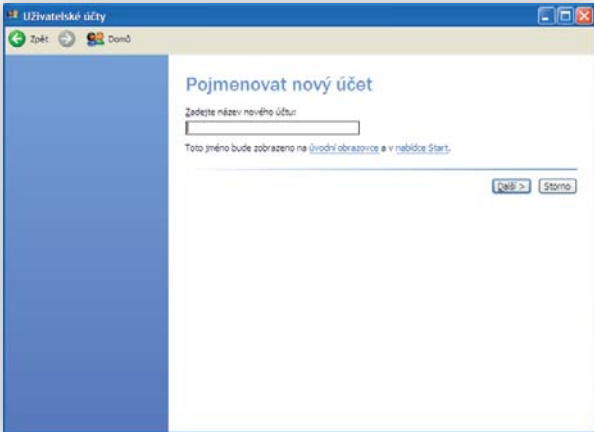 Uživatelské účty
Zpět Domů
Pojmenovat nový účet
Zadejte název nového účtu:
Toto jméno bude zobrazeno na úvodní obrazovce a v nabídce Start.
Další > Storno